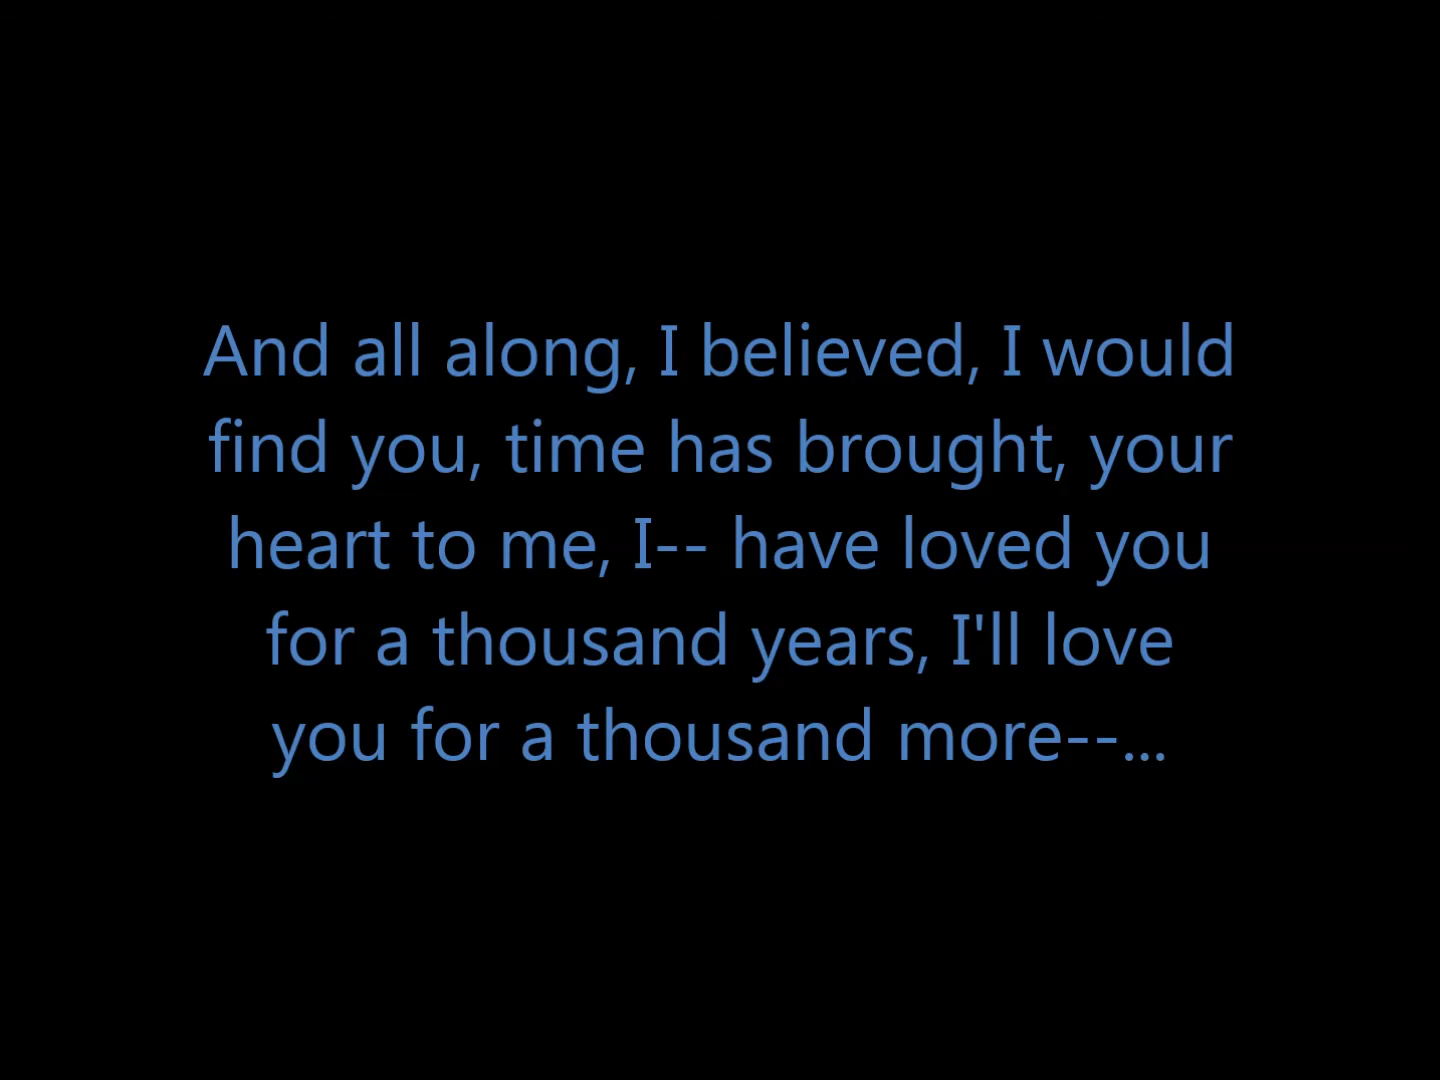 And all along, I believed, I would
find you, time has brought, your
heart to me, I-- have loved you
for a thousand years, I'll love
you for a thousand more--...